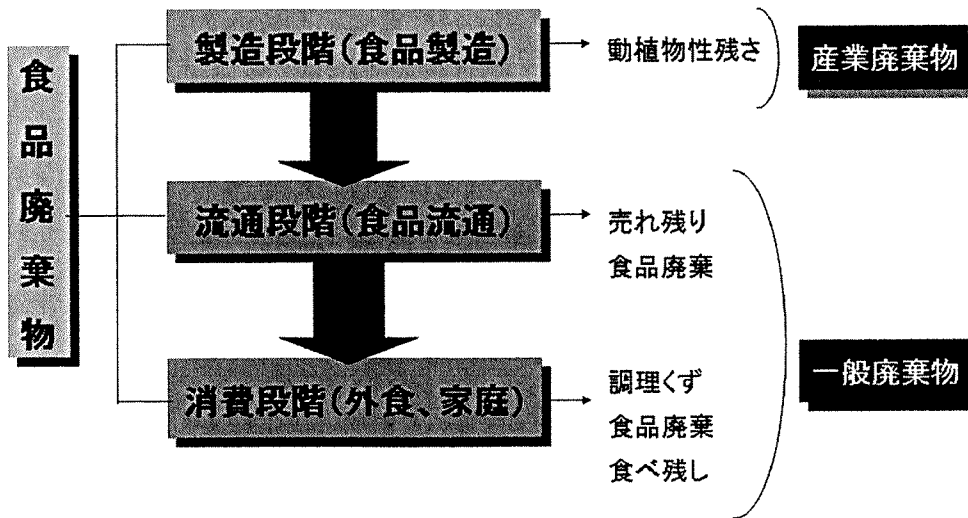 食品廃棄物
製造段階(食品製造)
動植物性残さ
産業廃棄物
流通段階(食品流通)
売れ残り
食品廃棄
消費段階(外食、家庭)
調理くず
食品廃棄
食べ残し
一般廃棄物